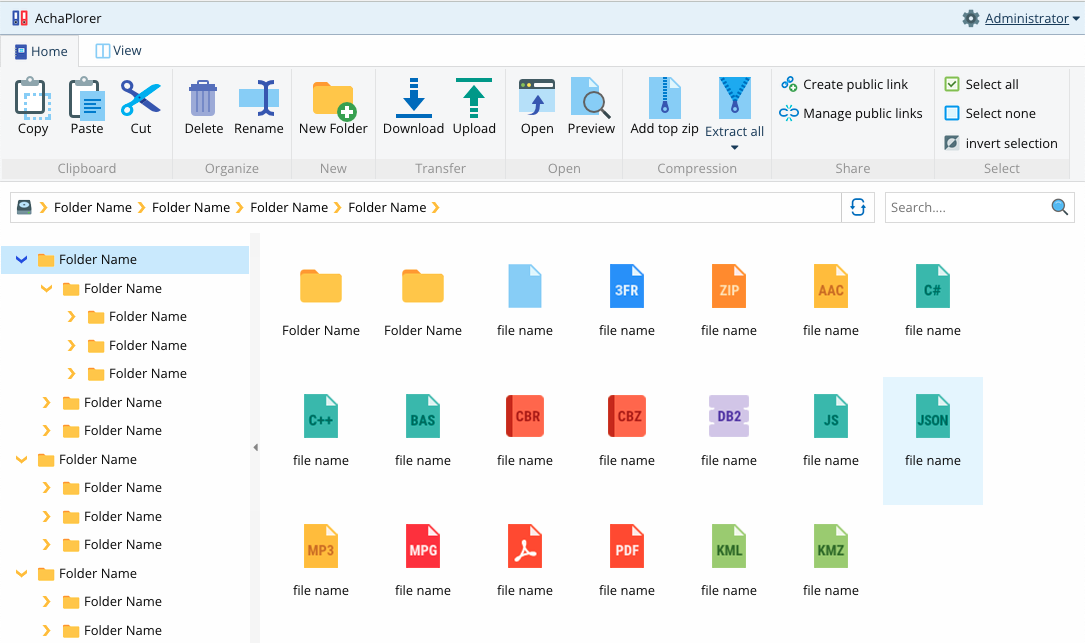 AchaPlorer
Administrator
Home
View
Copy
Paste
Cut
Delete
Rename
New Folder
Download
Upload
Open
Preview
Add top zip
Extract all
Create public link
Manage public links
Select all
Select none
invert selection
Clipboard
Organize
New
Transfer
Open
Compression
Share
Select
Folder Name
Folder Name
Folder Name
Folder Name
Search....
Folder Name
Folder Name
Folder Name
Folder Name
Folder Name
Folder Name
Folder Name
Folder Name
Folder Name
Folder Name
Folder Name
Folder Name
Folder Name
Folder Name
3FR
ZIP
AAC
C#
Folder Name
Folder Name
file name
file name
file name
file name
file name
C++
BAS
CBR
CBZ
DB2
JS
JSON
file name
file name
file name
file name
file name
file name
file name
MP3
MPG
PDF
KML
KMZ
file name
file name
file name
file name
file name
file name